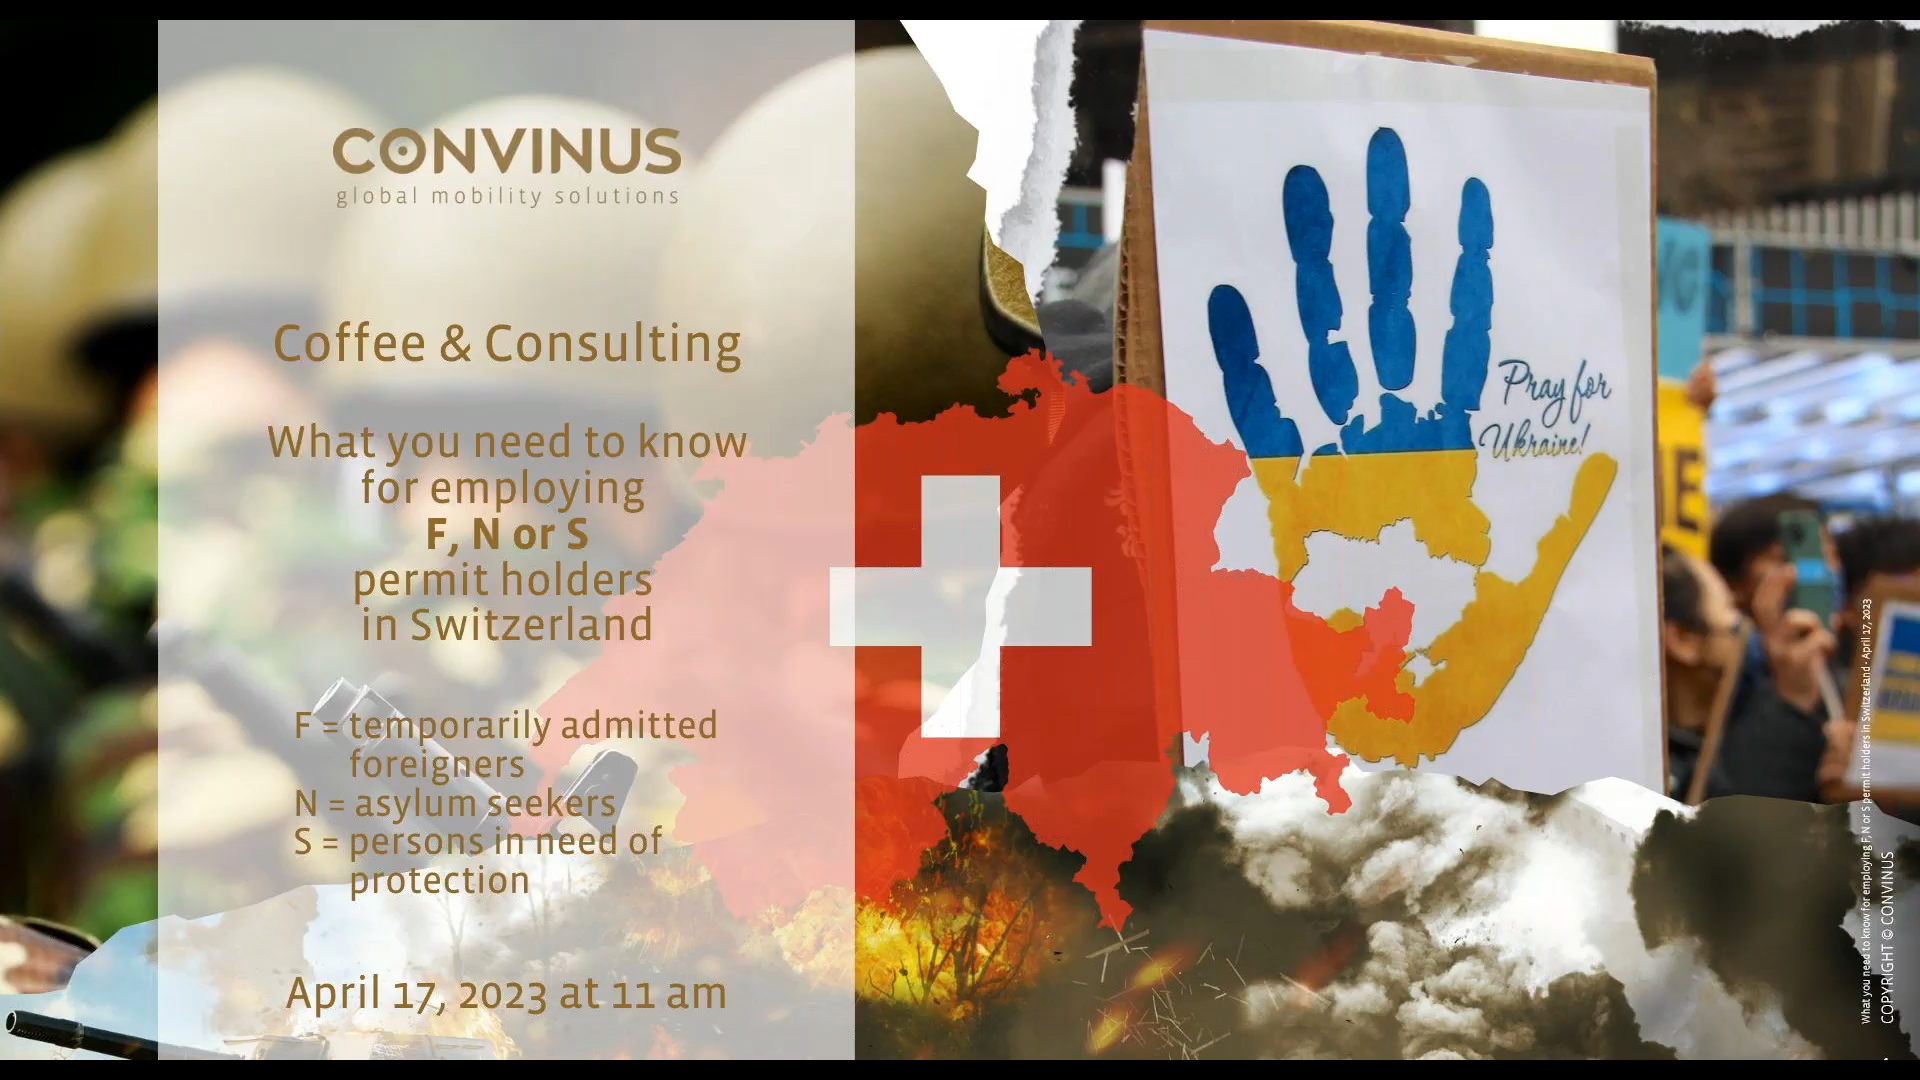 CONVINUS
global mobility solutions
Coffee & Consulting
What you need to know
for employing
F, N or S
permit holders
in Switzerland
F = temporarily admitted
foreigners
N = asylum seekers
S = persons in need of
protection
April 17, 2023 at 11 am
Pray for
Ukraine!
What you need to know for employing F, N or S permit holders in Switzerland - April 17, 2023
COPYRIGHT © CONVINUS